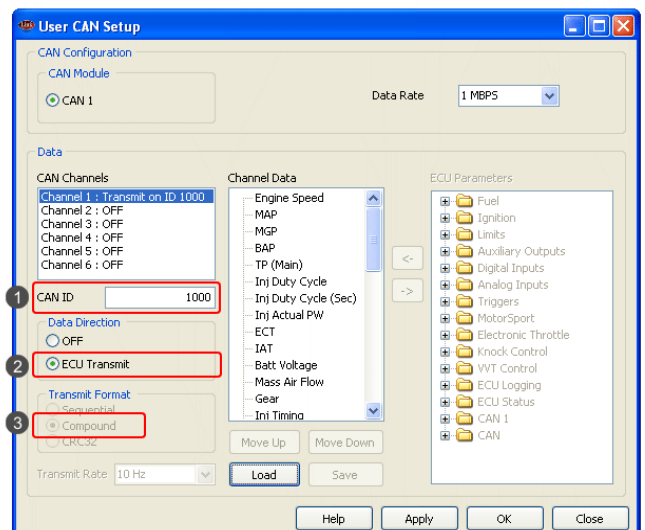 User CAN Setup
CAN Configuration
CAN Module
CAN 1
Data Rate
1 MBPS
Data
CAN Channels
Channel 1 : Transmit on ID 1000
Channel 2 : OFF
Channel 3 : OFF
Channel 4 : OFF
Channel 5 : OFF
Channel 6 : OFF
1
CAN ID
1000
Data Direction
OFF
2
ECU Transmit
Transmit Format
Sequential
3
Compound
CRC32
Transmit Rate
10 Hz
Channel Data
Engine Speed
MAP
MGP
BAP
TP (Main)
Inj Duty Cycle
Inj Duty Cycle (Sec)
Inj Actual PW
ECT
IAT
Batt Voltage
Mass Air Flow
Gear
Inj Timing
Move Up
Move Down
Load
Save
<-
->
ECU Parameters
Fuel
Ignition
Limits
Auxiliary Outputs
Digital Inputs
Analog Inputs
Triggers
MotorSport
Electronic Throttle
Knock Control
VVT Control
ECU Logging
ECU Status
CAN 1
CAN
Help
Apply
OK
Close